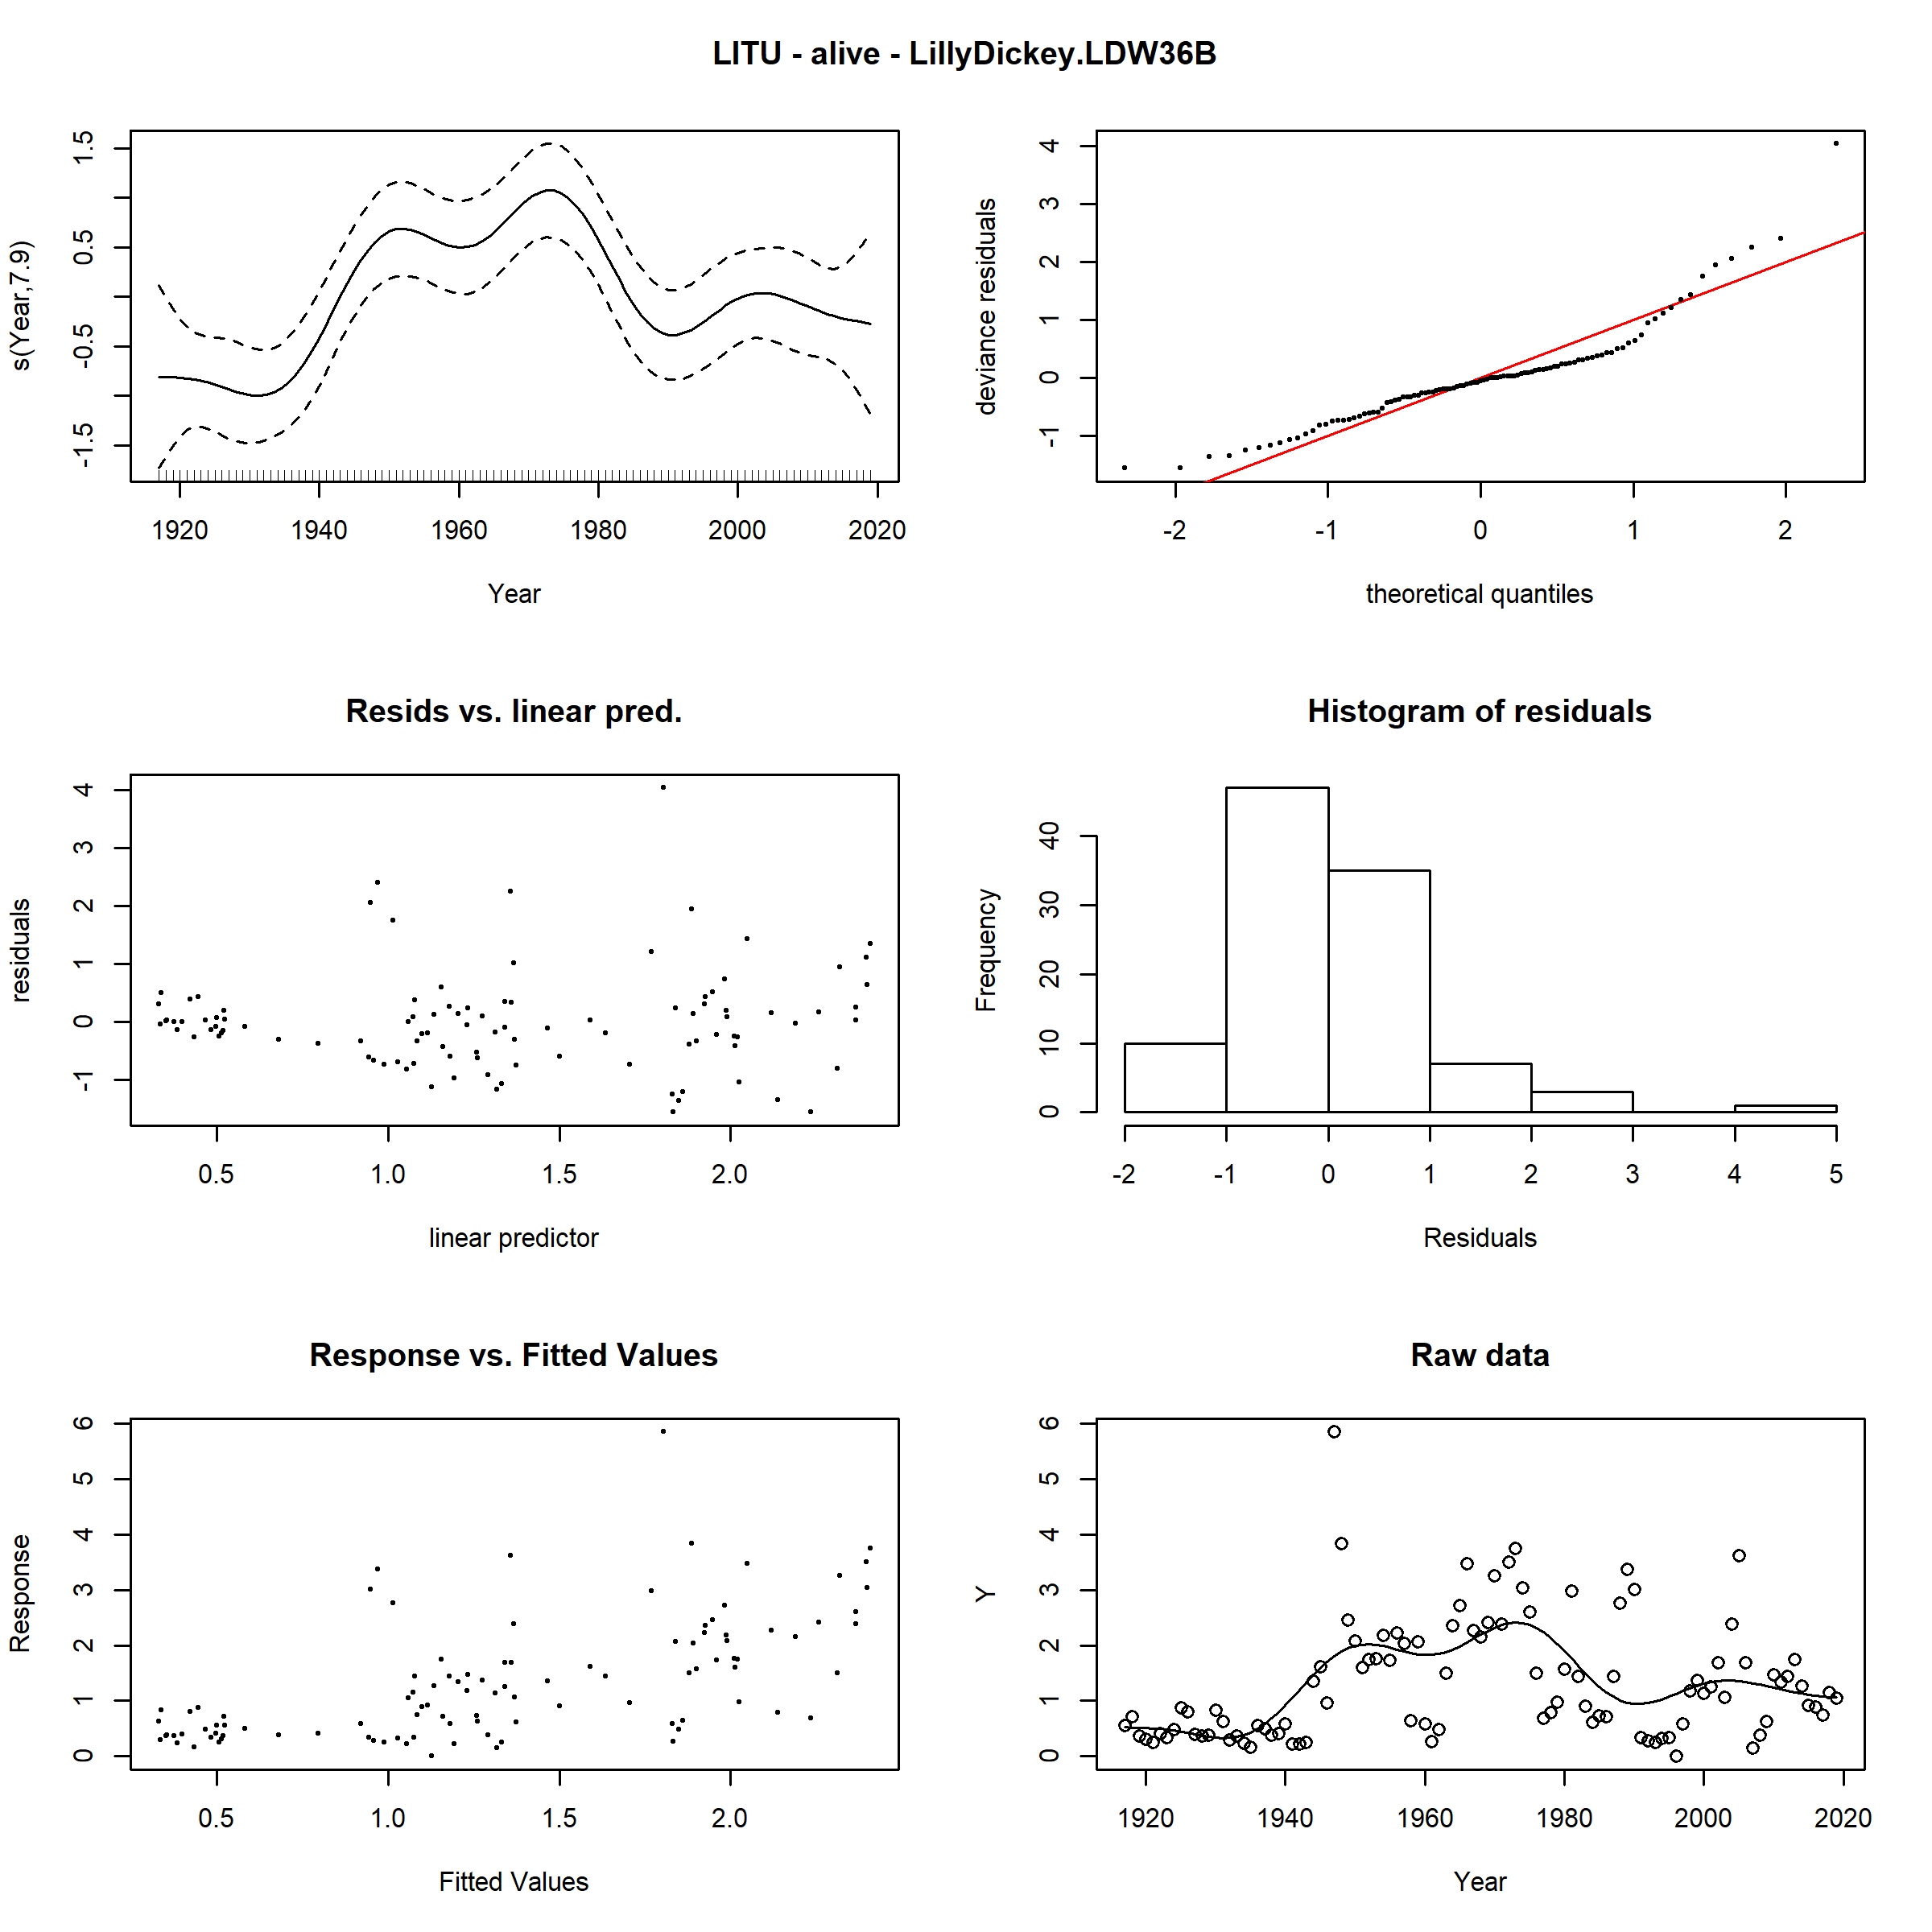 LITU - alive - LillyDickey.LDW36B
s(Year,7.9)
1.5
0.5
-0.5
-1.5
1920 1940 1960 1980 2000 2020
Year
deviance residuals
4
3
2
1
0
-1
-2 -1 0 1 2
theoretical quantiles
Resids vs. linear pred.
residuals
4
3
2
1
0
-1
0.5 1.0 1.5 2.0
linear predictor
Histogram of residuals
Frequency
40
30
20
10
0
-2 -1 0 1 2 3 4 5
Residuals
Response vs. Fitted Values
Response
6
5
4
3
2
1
0
0.5 1.0 1.5 2.0
Fitted Values
Raw data
Y
6
5
4
3
2
1
0
1920 1940 1960 1980 2000 2020
Year